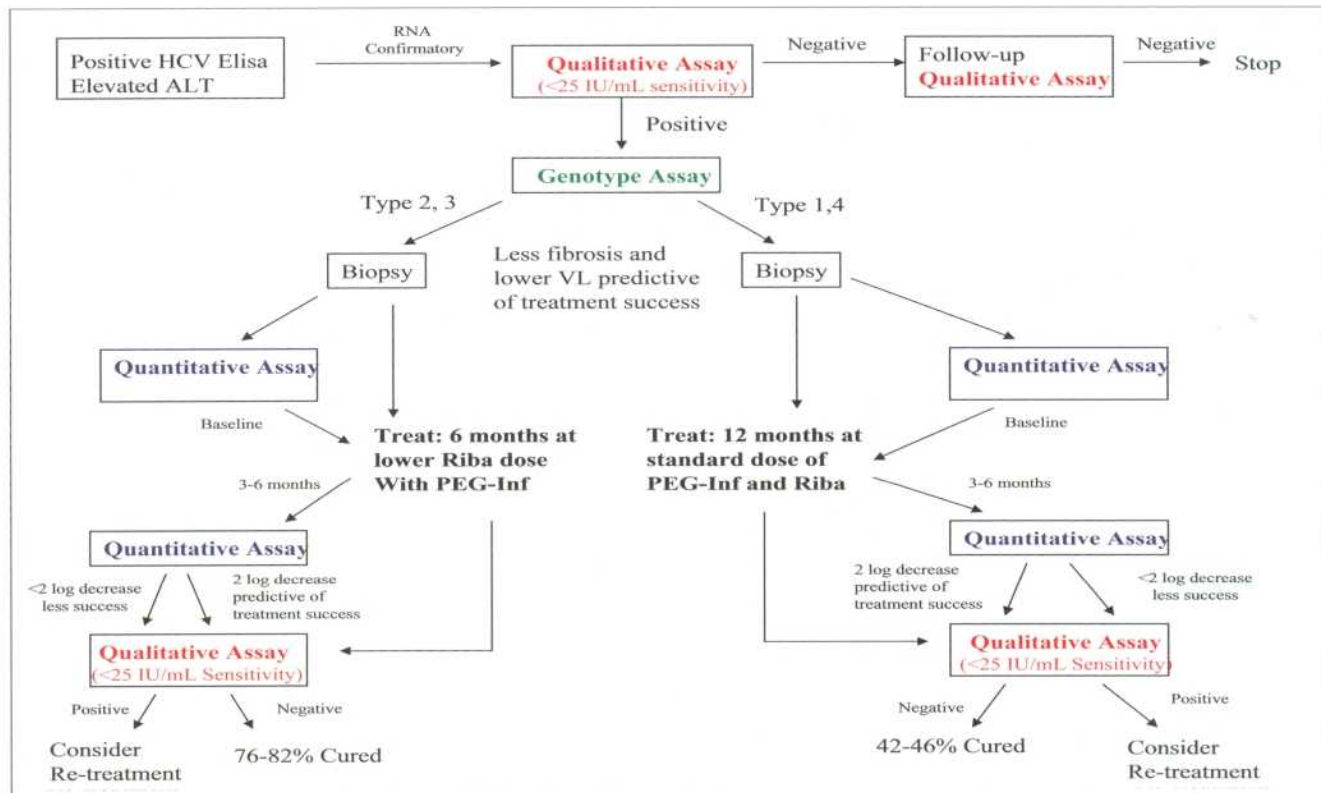 Positive HCV Elisa
Elevated ALT
RNA
Confirmatory
Qualitative Assay
(<25 IU/mL sensitivity)
Negative
Follow-up
Qualitative Assay
Negative
Stop
Positive
Genotype Assay
Type 2, 3
Type 1,4
Biopsy
Less fibrosis and
lower VL predictive
of treatment success
Biopsy
Quantitative Assay
Quantitative Assay
Baseline
Baseline
Treat: 6 months at
lower Riba dose
With PEG-Inf
Treat: 12 months at
standard dose of
PEG-Inf and Riba
3-6 months
3-6 months
Quantitative Assay
Quantitative Assay
<2 log decrease
less success
2 log decrease
predictive of
treatment success
2 log decrease
predictive of
treatment success
<2 log decrease
less success
Qualitative Assay
(<25 IU/mL Sensitivity)
Qualitative Assay
(<25 IU/mL Sensitivity)
Positive
Negative
Negative
Positive
Consider
Re-treatment
76-82% Cured
42-46% Cured
Consider
Re-treatment